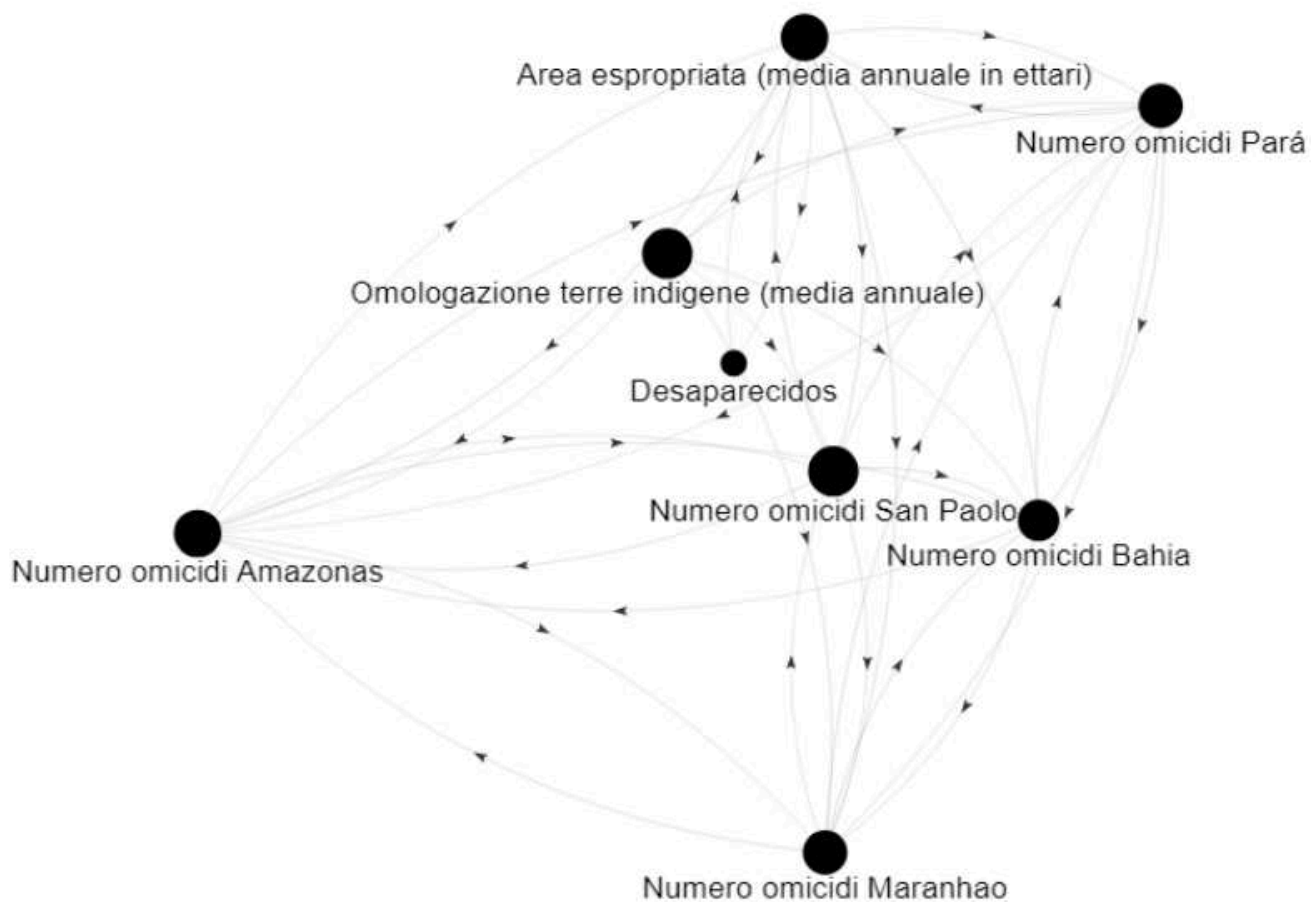 Area espropriata (media annuale in ettari)
Numero omicidi Pará
Omologazione terre indigene (media annuale)
Desaparecidos
Numero omicidi San Paolo
Numero omicidi Bahia
Numero omicidi Amazonas
Numero omicidi Maranhao